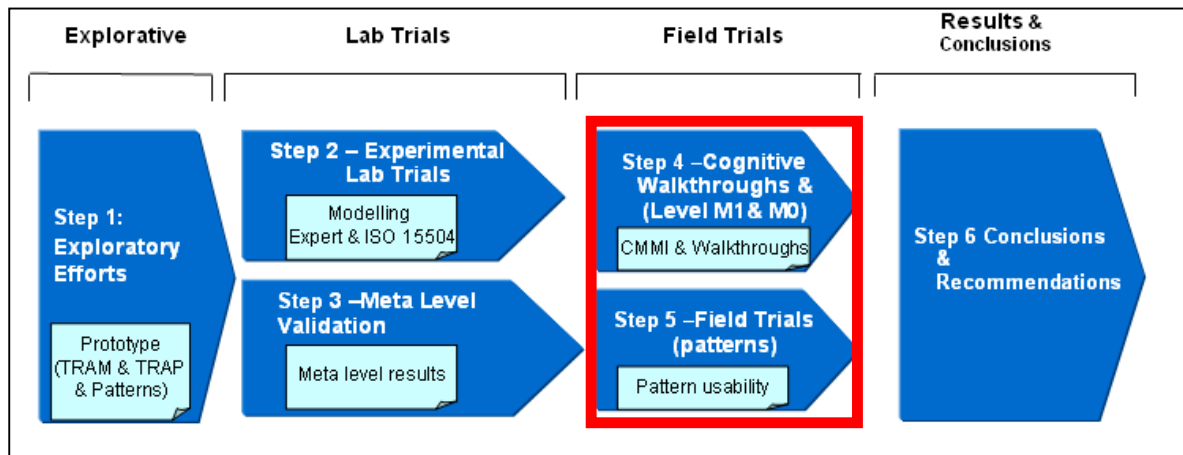 Explorative
Lab Trials
Field Trials
Results &
Conclusions
Step 1:
Exploratory
Efforts
Prototype
(TRAM & TRAP
& Patterns)
Step 2 – Experimental
Lab Trials
Modelling
Expert & ISO 15504
Step 3 –Meta Level
Validation
Meta level results
Step 4 –Cognitive
Walkthroughs &
(Level M1 & M0)
CMMI & Walkthroughs
Step 5 –Field Trials
(patterns)
Pattern usability
Step 6 Conclusions
&
Recommendations